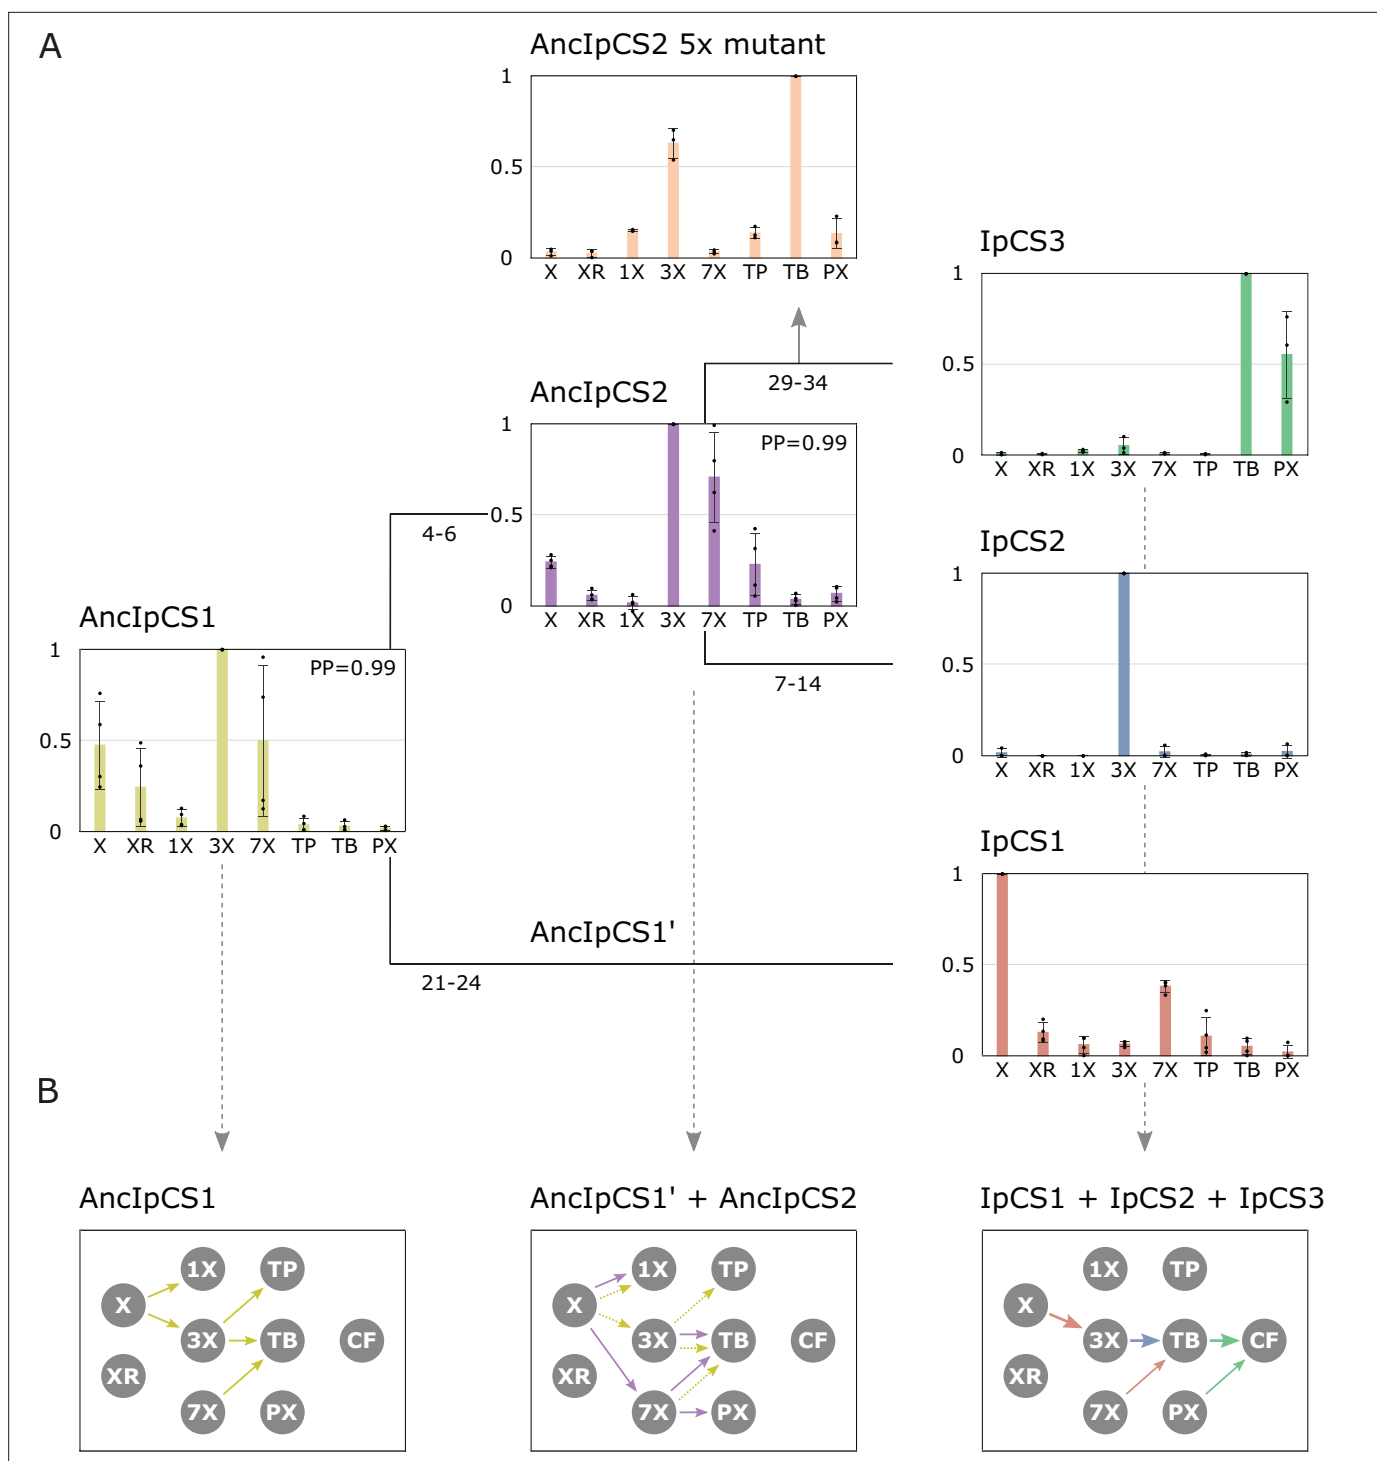 A
AncIpCS2 5x mutant
1
0.5
0
X XR 1X 3X 7X TP TB PX
IpCS3
1
0.5
0
X XR 1X 3X 7X TP TB PX
29-34
AncIpCS2
1
PP=0.99
0.5
0
X XR 1X 3X 7X TP TB PX
4-6
IpCS2
1
0.5
0
X XR 1X 3X 7X TP TB PX
7-14
AncIpCS1
1
PP=0.99
0.5
0
X XR 1X 3X 7X TP TB PX
IpCS1
1
0.5
0
X XR 1X 3X 7X TP TB PX
AncIpCS1'
21-24
B
AncIpCS1
1X TP
X
3X TB CF
XR
7X PX
AncIpCS1' + AncIpCS2
1X TP
X
3X TB CF
XR
7X PX
IpCS1 + IpCS2 + IpCS3
1X TP
X
3X TB CF
XR
7X PX